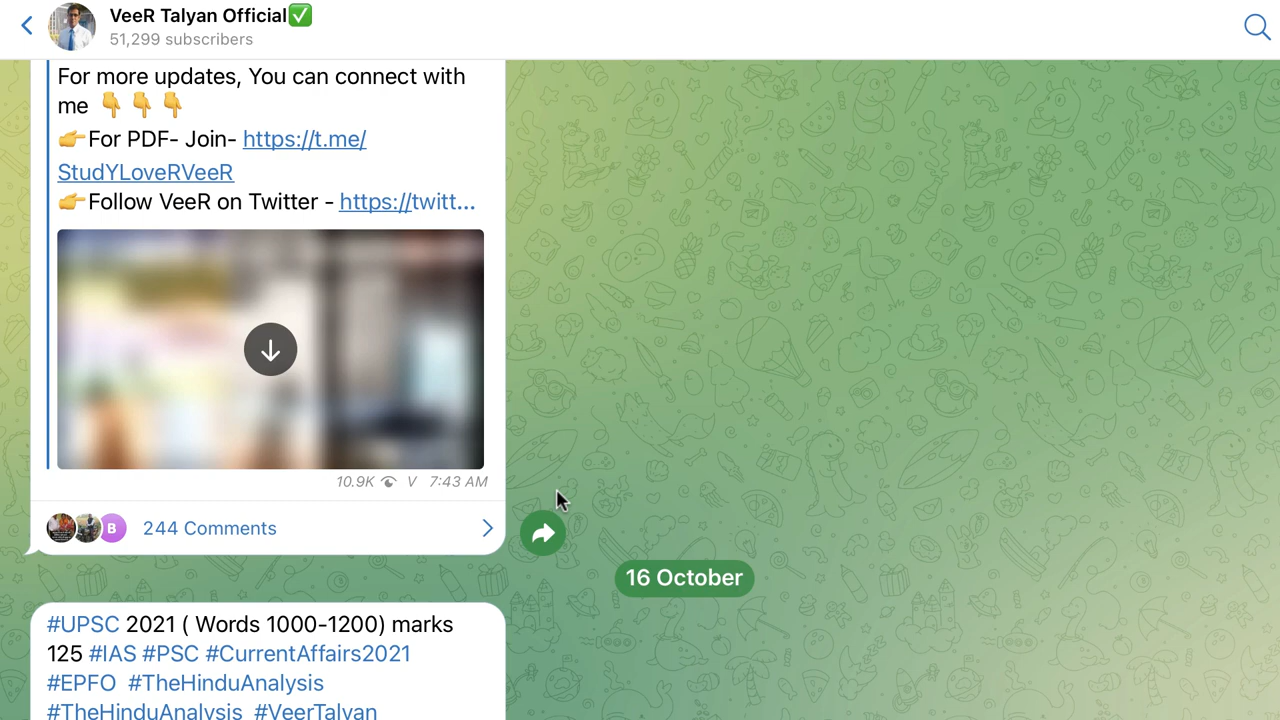 VeeR Talyan Official✅
51,299 subscribers
For more updates, You can connect with
me 👇👇👇
👉For PDF- Join- https://t.me/
StudYLoveRVeeR
👉Follow VeeR on Twitter - https://twitt...
10.9K V 7:43 AM
B
244 Comments
16 October
#UPSC 2021 ( Words 1000-1200) marks
125 #IAS #PSC #CurrentAffairs2021
#EPFO #TheHinduAnalysis
#TheHinduAnalysis #VeerTalyan